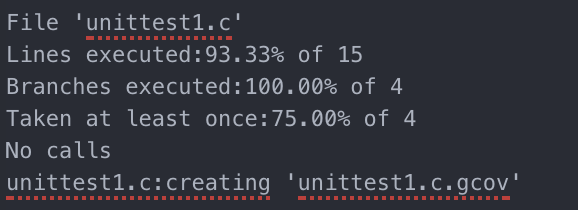 File 'unittest1.c'
Lines executed:93.33% of 15
Branches executed:100.00% of 4
Taken at least once:75.00% of 4
No calls
unittest1.c:creating 'unittest1.c.gcov'